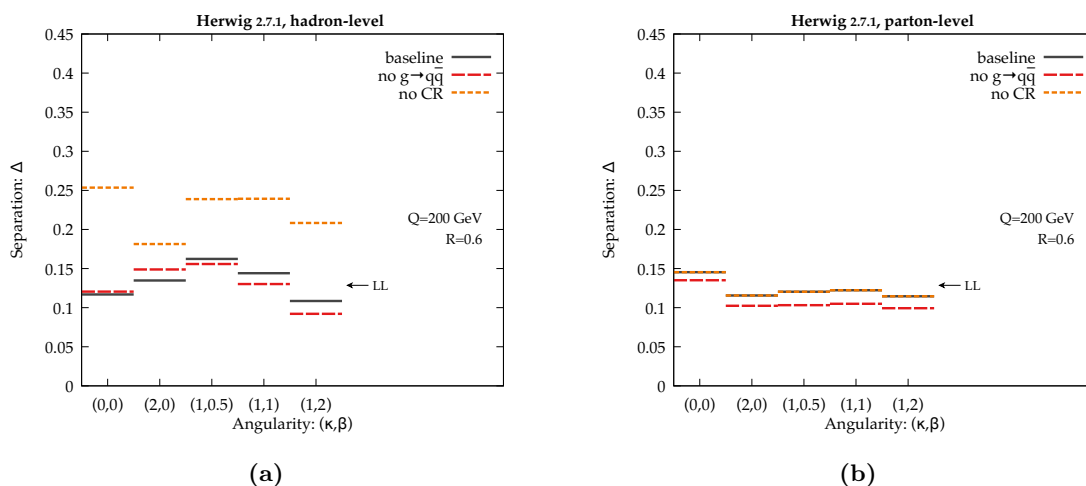 Herwig 2.7.1, hadron-level
Separation: Δ
0.45
0.4
0.35
0.3
0.25
0.2
0.15
0.1
0.05
0
baseline
no g→qq̅
no CR
Q=200 GeV
R=0.6
← LL
(0,0) (2,0) (1,0.5) (1,1) (1,2)
Angularity: (κ,β)
(a)
Herwig 2.7.1, parton-level
Separation: Δ
0.45
0.4
0.35
0.3
0.25
0.2
0.15
0.1
0.05
0
baseline
no g→qq̅
no CR
Q=200 GeV
R=0.6
← LL
(0,0) (2,0) (1,0.5) (1,1) (1,2)
Angularity: (κ,β)
(b)